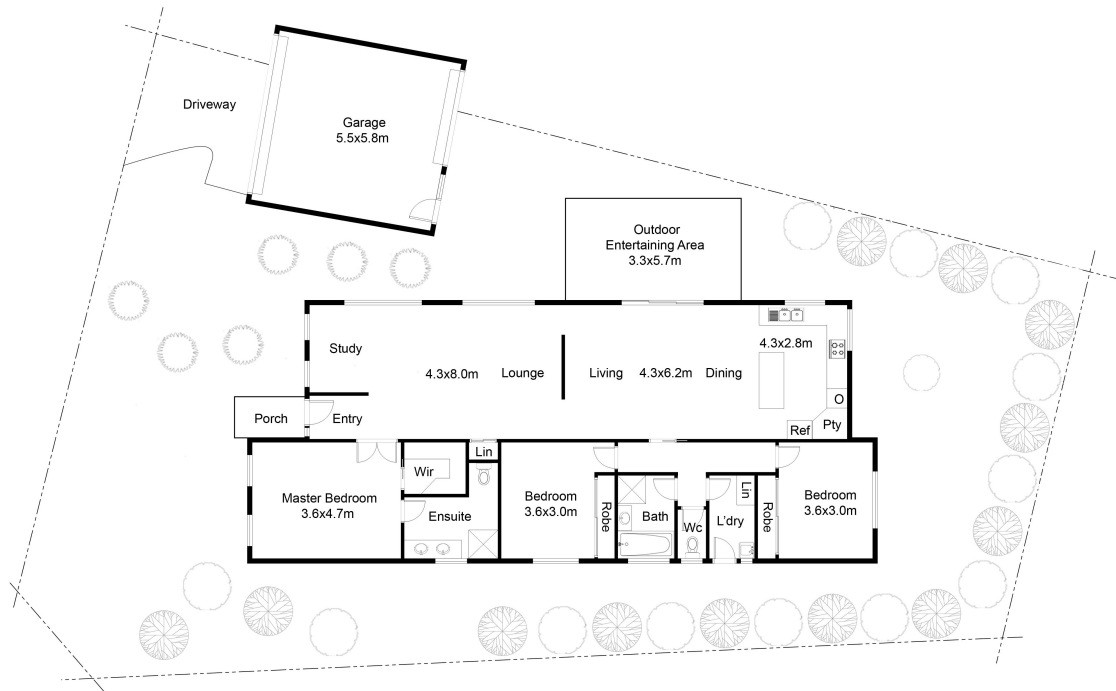 Driveway
Garage
5.5x5.8m
Outdoor
Entertaining Area
3.3x5.7m
Study
4.3x8.0m
Lounge
Living
4.3x6.2m
Dining
4.3x2.8m
O
Porch
Entry
Ref
Pty
Lin
Wir
Master Bedroom
3.6x4.7m
Ensuite
Bedroom
3.6x3.0m
Robe
Bath
Wc
L'dry
Lin
Robe
Bedroom
3.6x3.0m